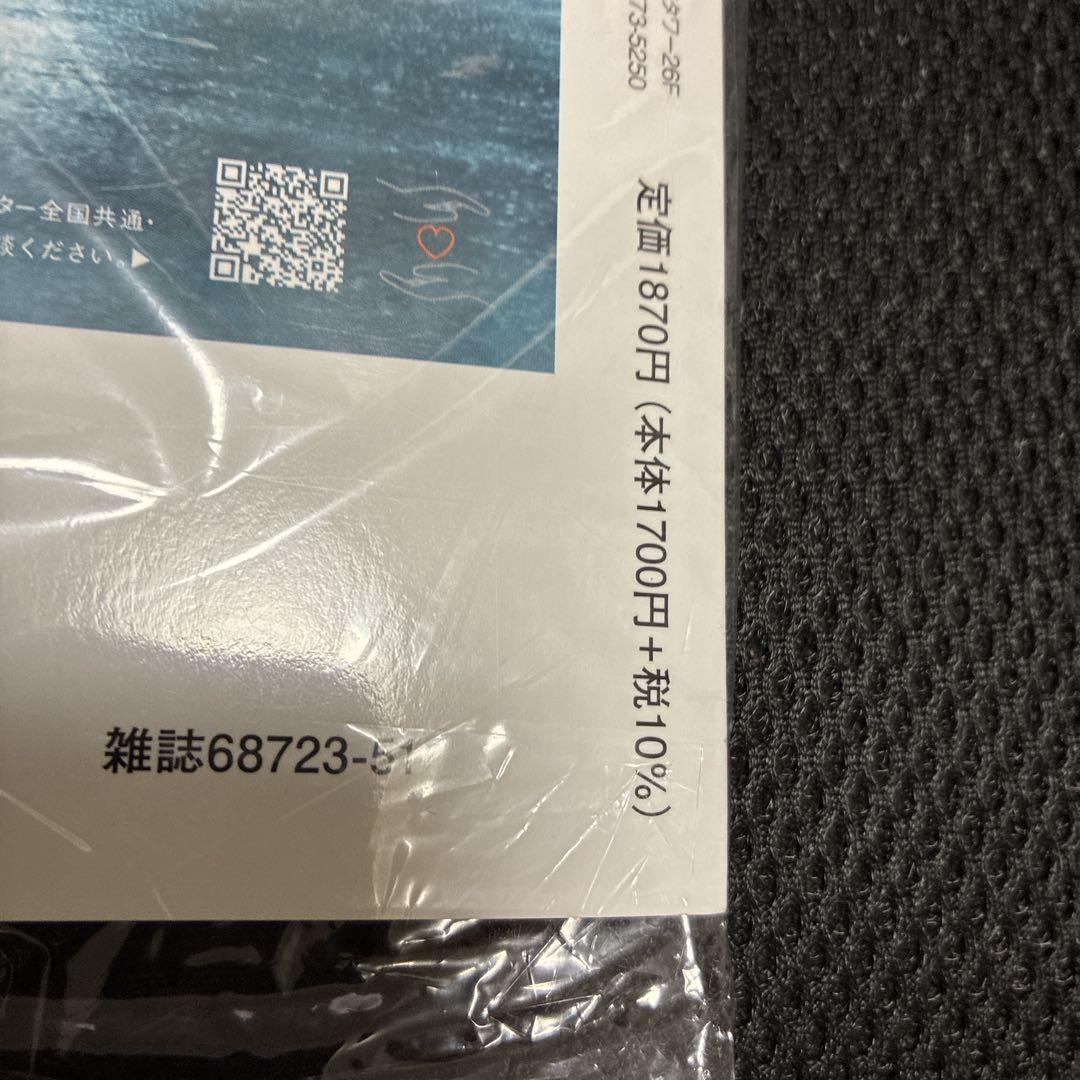 タワー26F
73-5250
定価1870円（本体1700円＋税10%）
ター全国共通・
談ください。▶
雑誌68723-51